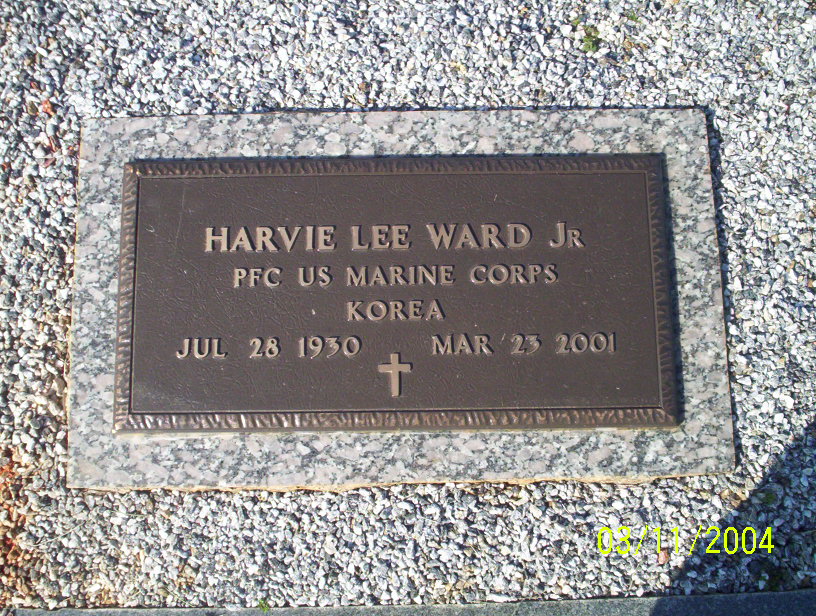 HARVIE LEE WARD JR
PFC US MARINE CORPS
KOREA
JUL 28 1930 MAR 23 2001
03/11/2004